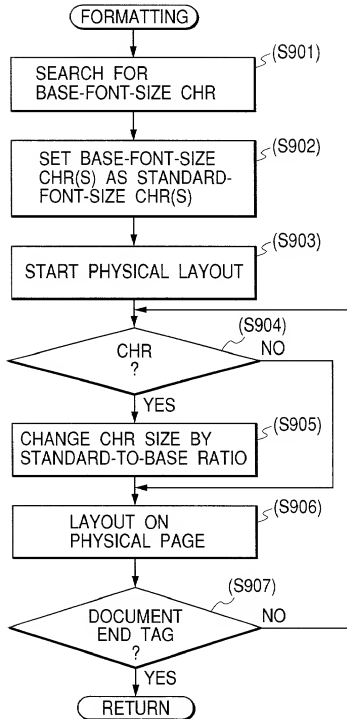 FORMATTING
(S901)
SEARCH FOR
BASE-FONT-SIZE CHR
(S902)
SET BASE-FONT-SIZE
CHR(S) AS STANDARD-
FONT-SIZE CHR(S)
(S903)
START PHYSICAL LAYOUT
(S904)
CHR
?
NO
YES
(S905)
CHANGE CHR SIZE BY
STANDARD-TO-BASE RATIO
(S906)
LAYOUT ON
PHYSICAL PAGE
(S907)
DOCUMENT
END TAG
?
NO
YES
RETURN